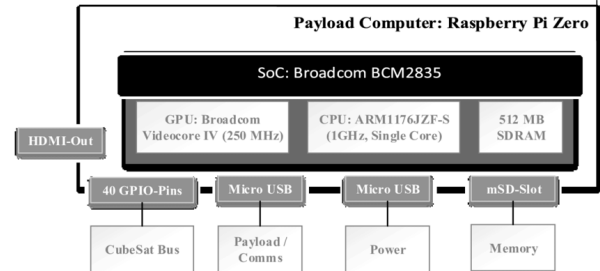 Payload Computer: Raspberry Pi Zero
SoC: Broadcom BCM2835
GPU: Broadcom
Videocore IV (250 MHz)
CPU: ARM1176JZF-S
(1GHz, Single Core)
512 MB
SDRAM
HDMI-Out
40 GPIO-Pins
Micro USB
Micro USB
mSD-Slot
CubeSat Bus
Payload /
Comms
Power
Memory